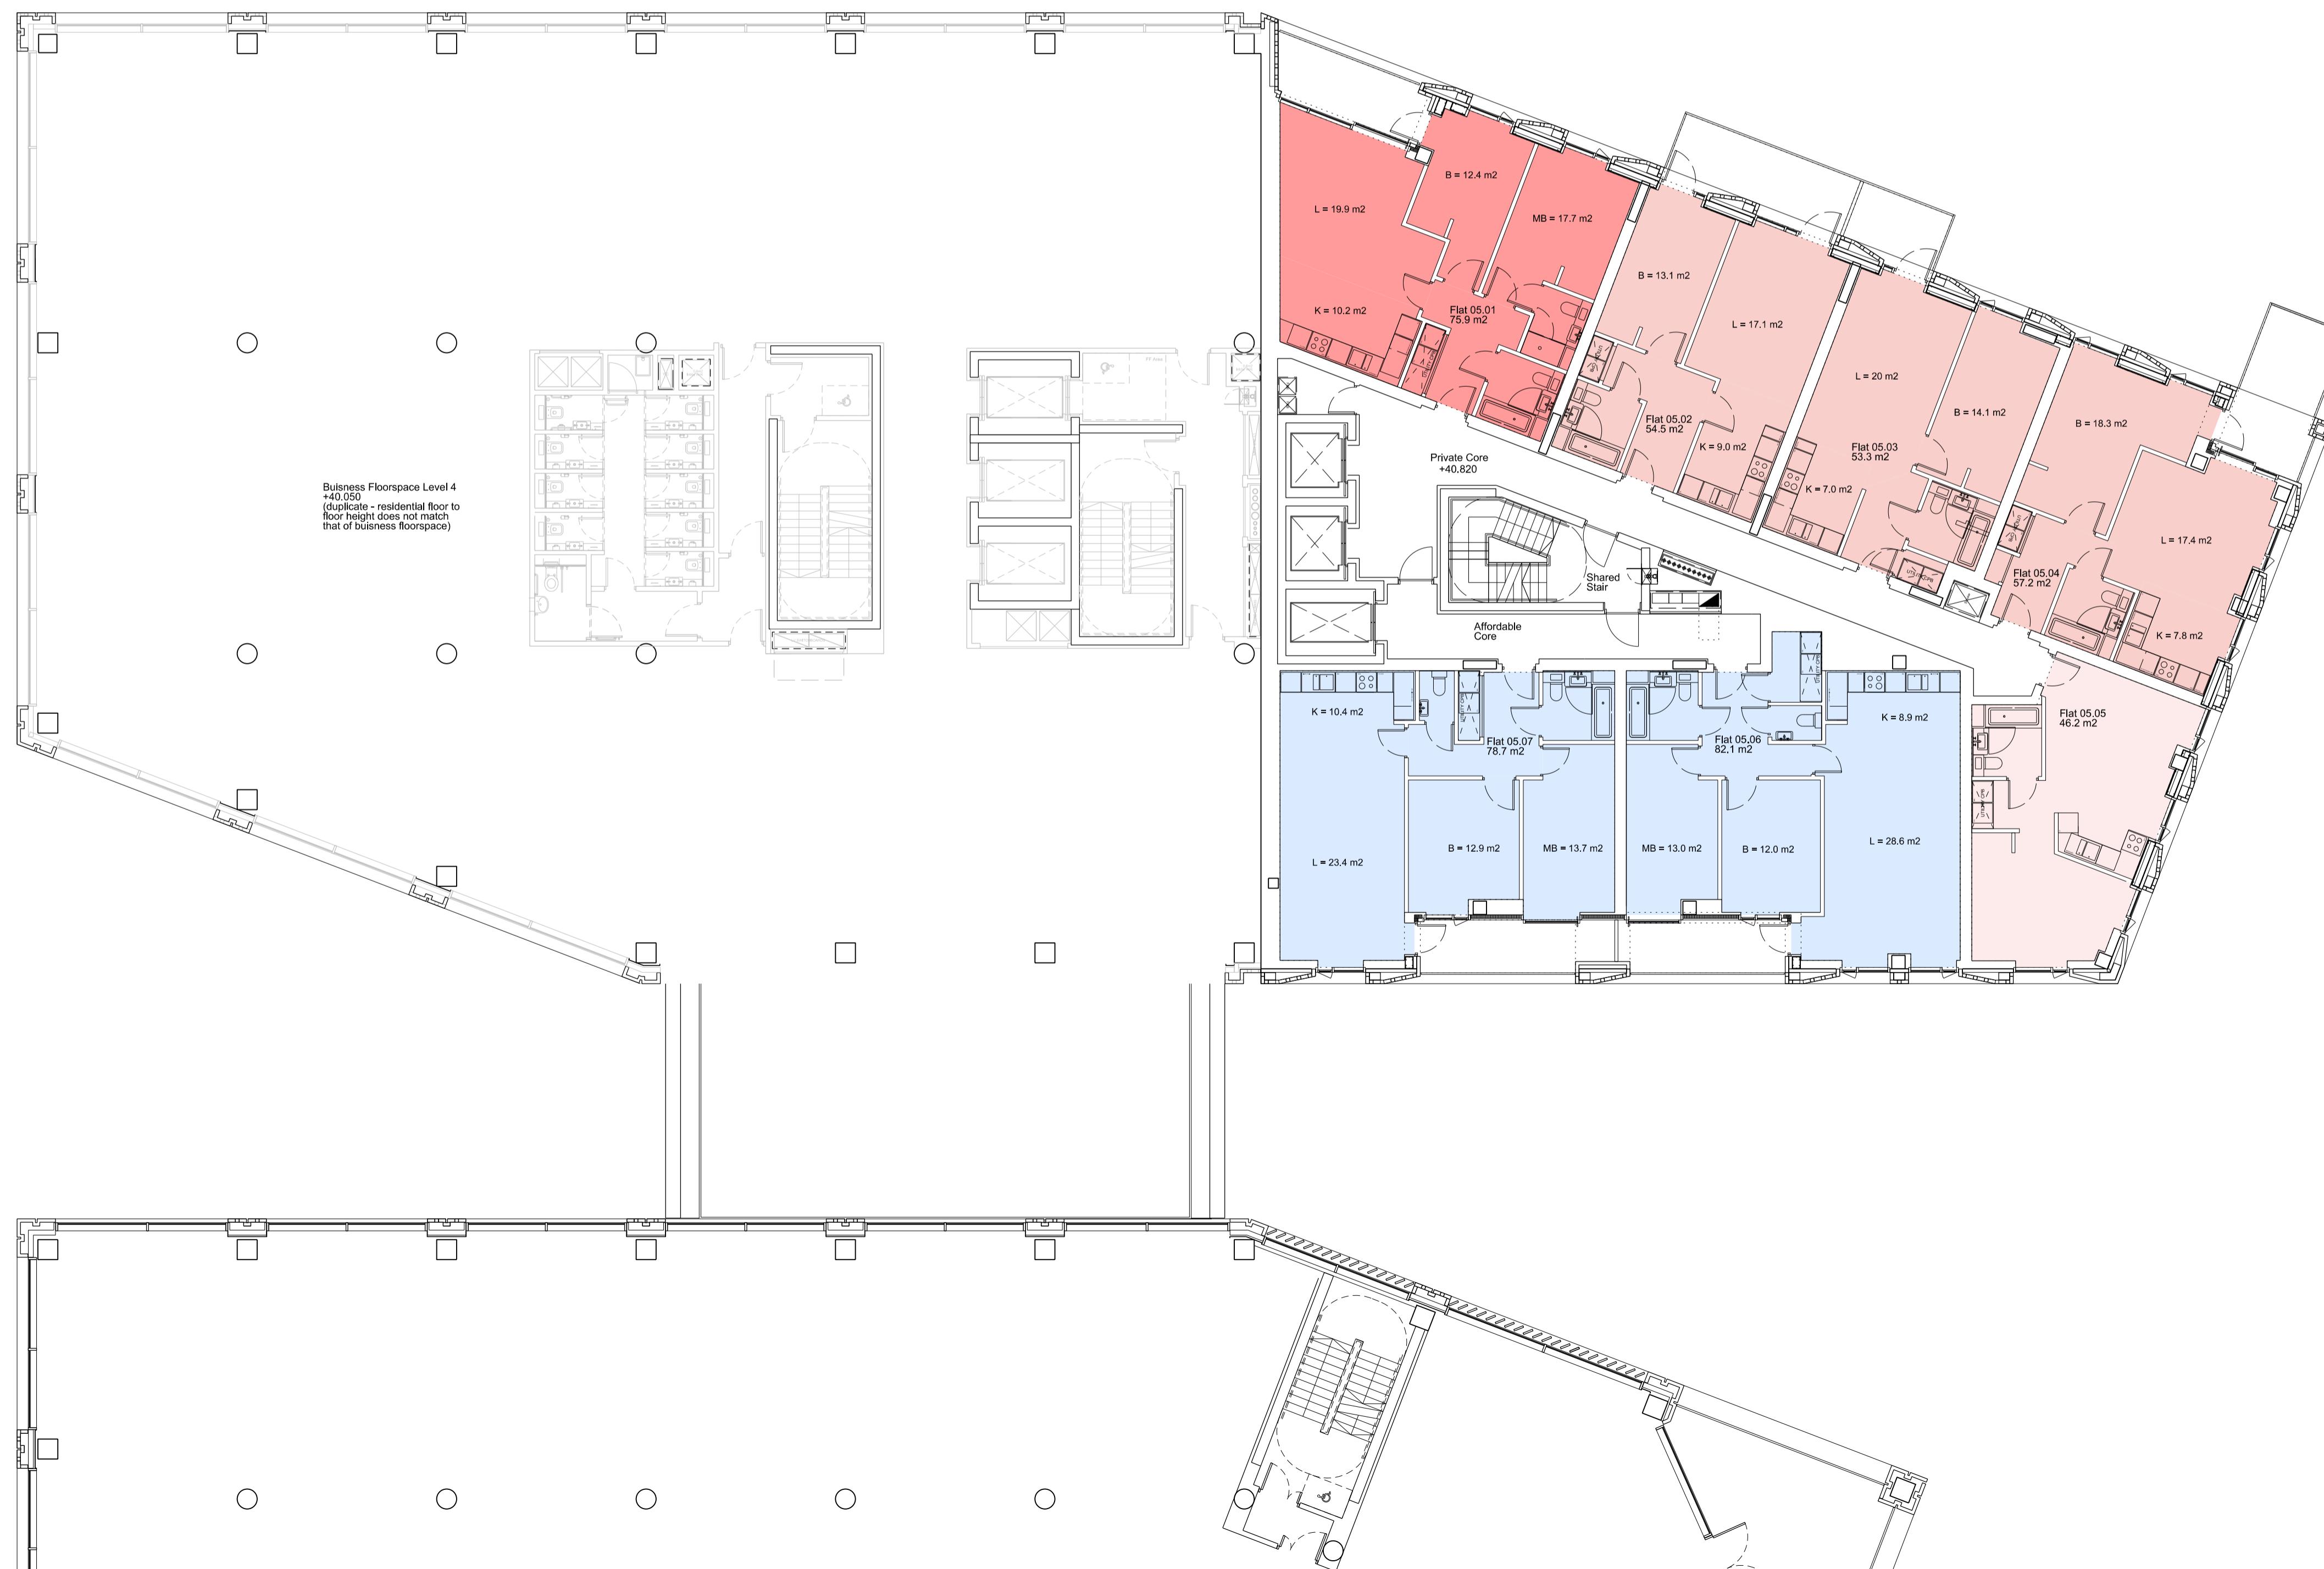 Buisness Floorspace Level 4
+40.050
(duplicate - residential floor to
floor height does not match
that of buisness floorspace)
L = 19.9 m2
B = 12.4 m2
MB = 17.7 m2
K = 10.2 m2
Flat 05.01
75.9 m2
B = 13.1 m2
L = 17.1 m2
Flat 05.02
54.5 m2
K = 9.0 m2
L = 20 m2
B = 14.1 m2
Flat 05.03
53.3 m2
K = 7.0 m2
B = 18.3 m2
L = 17.4 m2
Flat 05.04
57.2 m2
K = 7.8 m2
Private Core
+40.820
Shared
Stair
Affordable
Core
K = 10.4 m2
Flat 05.07
78.7 m2
L = 23.4 m2
B = 12.9 m2
MB = 13.7 m2
Flat 05.06
82.1 m2
MB = 13.0 m2
B = 12.0 m2
K = 8.9 m2
L = 28.6 m2
Flat 05.05
46.2 m2